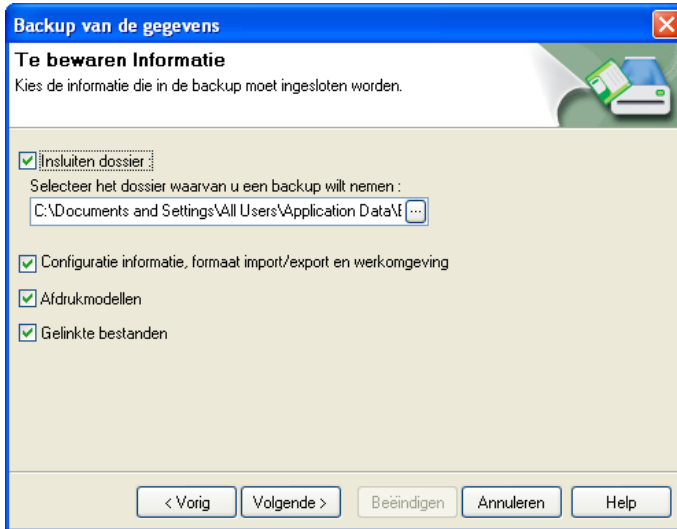 Backup van de gegevens
Te bewaren Informatie
Kies de informatie die in de backup moet ingesloten worden.
Insluiten dossier :
Selecteer het dossier waarvan u een backup wilt nemen :
C:\Documents and Settings\All Users\Application Data\E ...
Configuratie informatie, formaat import/export en werkomgeving
Afdrukmodellen
Gelinkte bestanden
< Vorig Volgende > Beëindigen Annuleren Help